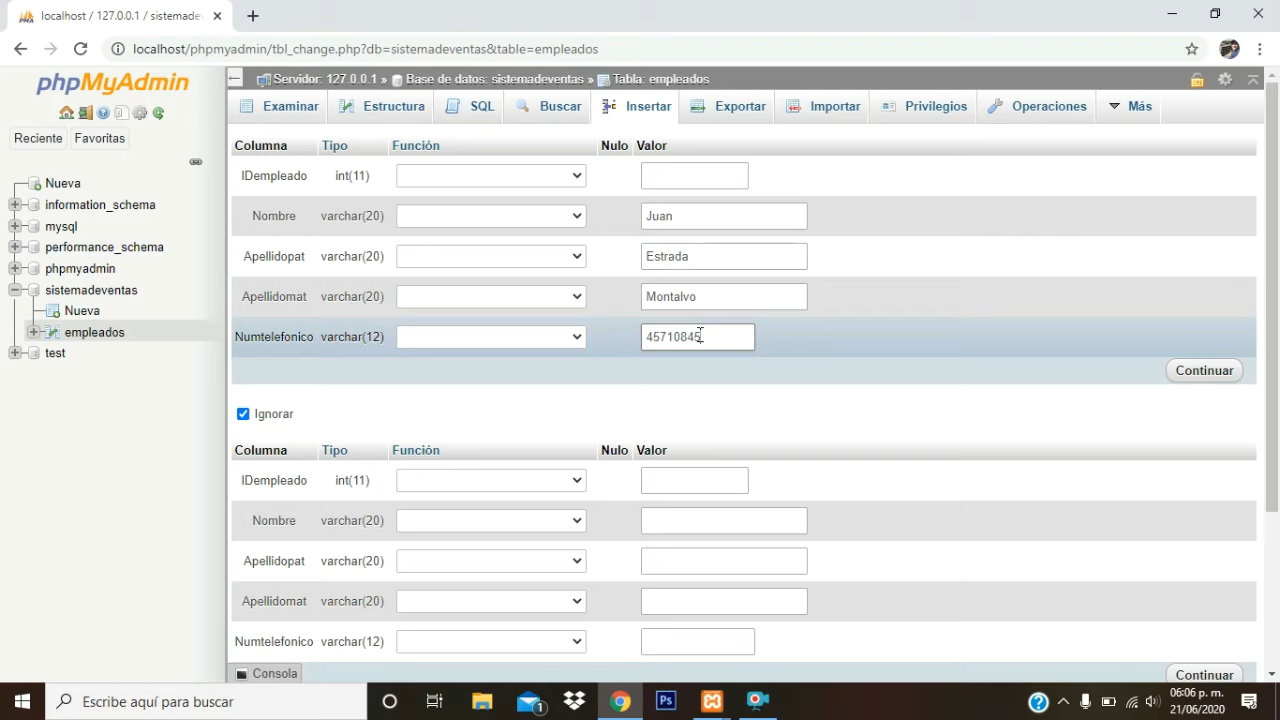 localhost / 127.0.0.1 / sistemade
localhost/phpmyadmin/tbl_change.php?db=sistemadeventas&table=empleados
phpMyAdmin
Reciente Favoritas
Nueva
information_schema
mysql
performance_schema
phpmyadmin
sistemadeventas
Nueva
empleados
test
Servidor: 127.0.0.1 » Base de datos: sistemadeventas » Tabla: empleados
Examinar Estructura SQL Buscar Insertar Exportar Importar Privilegios Operaciones Más
Columna Tipo Función Nulo Valor
IDempleado int(11)
Nombre varchar(20) Juan
Apellidopat varchar(20) Estrada
Apellidomat varchar(20) Montalvo
Numtelefonico varchar(12) 45710845
Continuar
Ignorar
Columna Tipo Función Nulo Valor
IDempleado int(11)
Nombre varchar(20)
Apellidopat varchar(20)
Apellidomat varchar(20)
Numtelefonico varchar(12)
Consola
Continuar
Escribe aquí para buscar
1
Ps
06:06 p. m.
21/06/2020